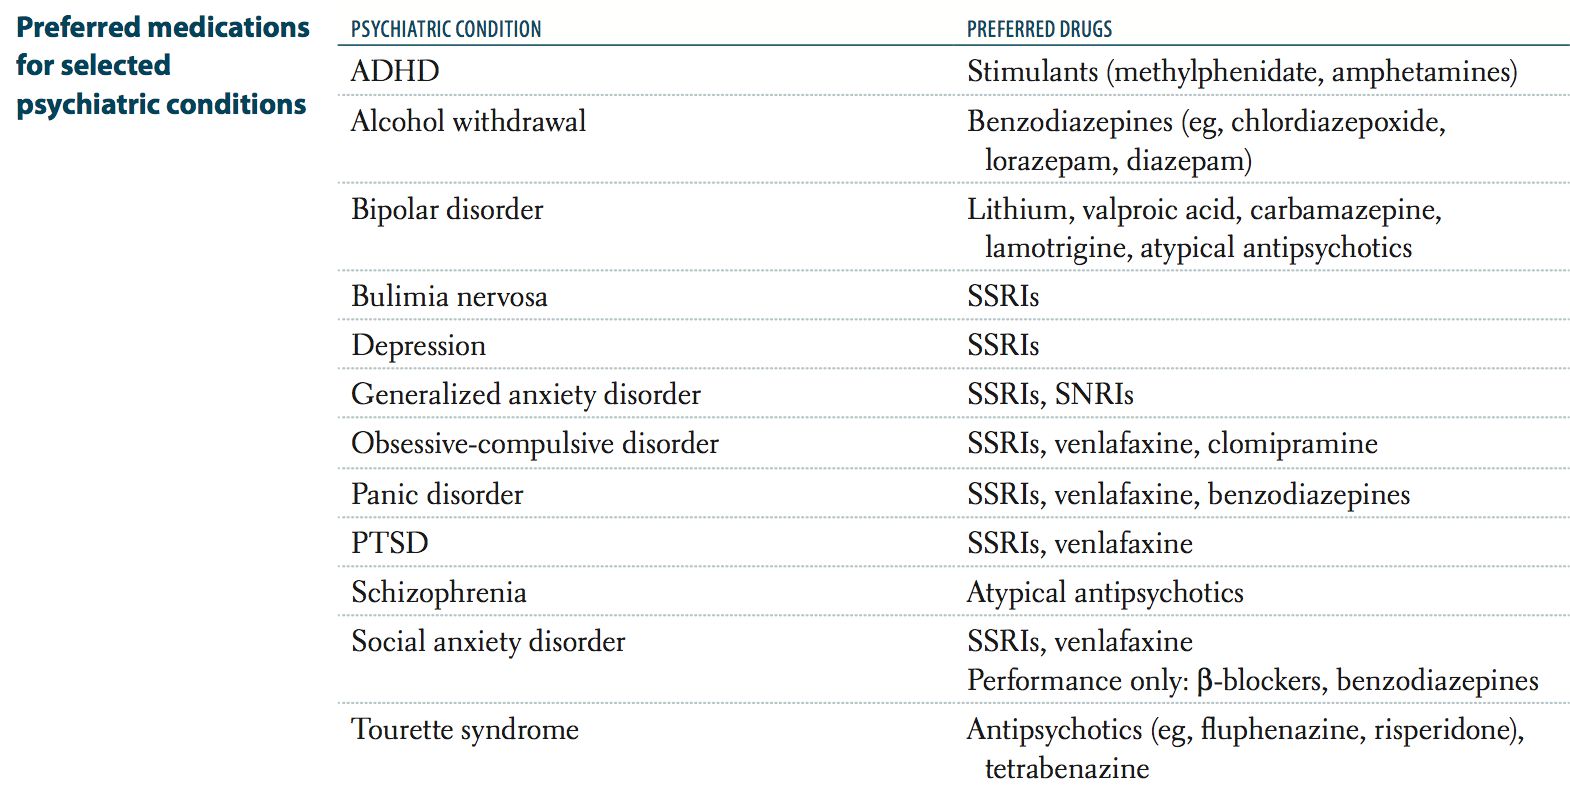 Preferred medications
for selected
psychiatric conditions
PSYCHIATRIC CONDITION PREFERRED DRUGS
ADHD Stimulants (methylphenidate, amphetamines)
Alcohol withdrawal Benzodiazepines (eg, chlordiazepoxide,
lorazepam, diazepam)
Bipolar disorder Lithium, valproic acid, carbamazepine,
lamotrigine, atypical antipsychotics
Bulimia nervosa SSRIs
Depression SSRIs
Generalized anxiety disorder SSRIs, SNRIs
Obsessive-compulsive disorder SSRIs, venlafaxine, clomipramine
Panic disorder SSRIs, venlafaxine, benzodiazepines
PTSD SSRIs, venlafaxine
Schizophrenia Atypical antipsychotics
Social anxiety disorder SSRIs, venlafaxine
Performance only: β-blockers, benzodiazepines
Tourette syndrome Antipsychotics (eg, fluphenazine, risperidone),
tetrabenazine